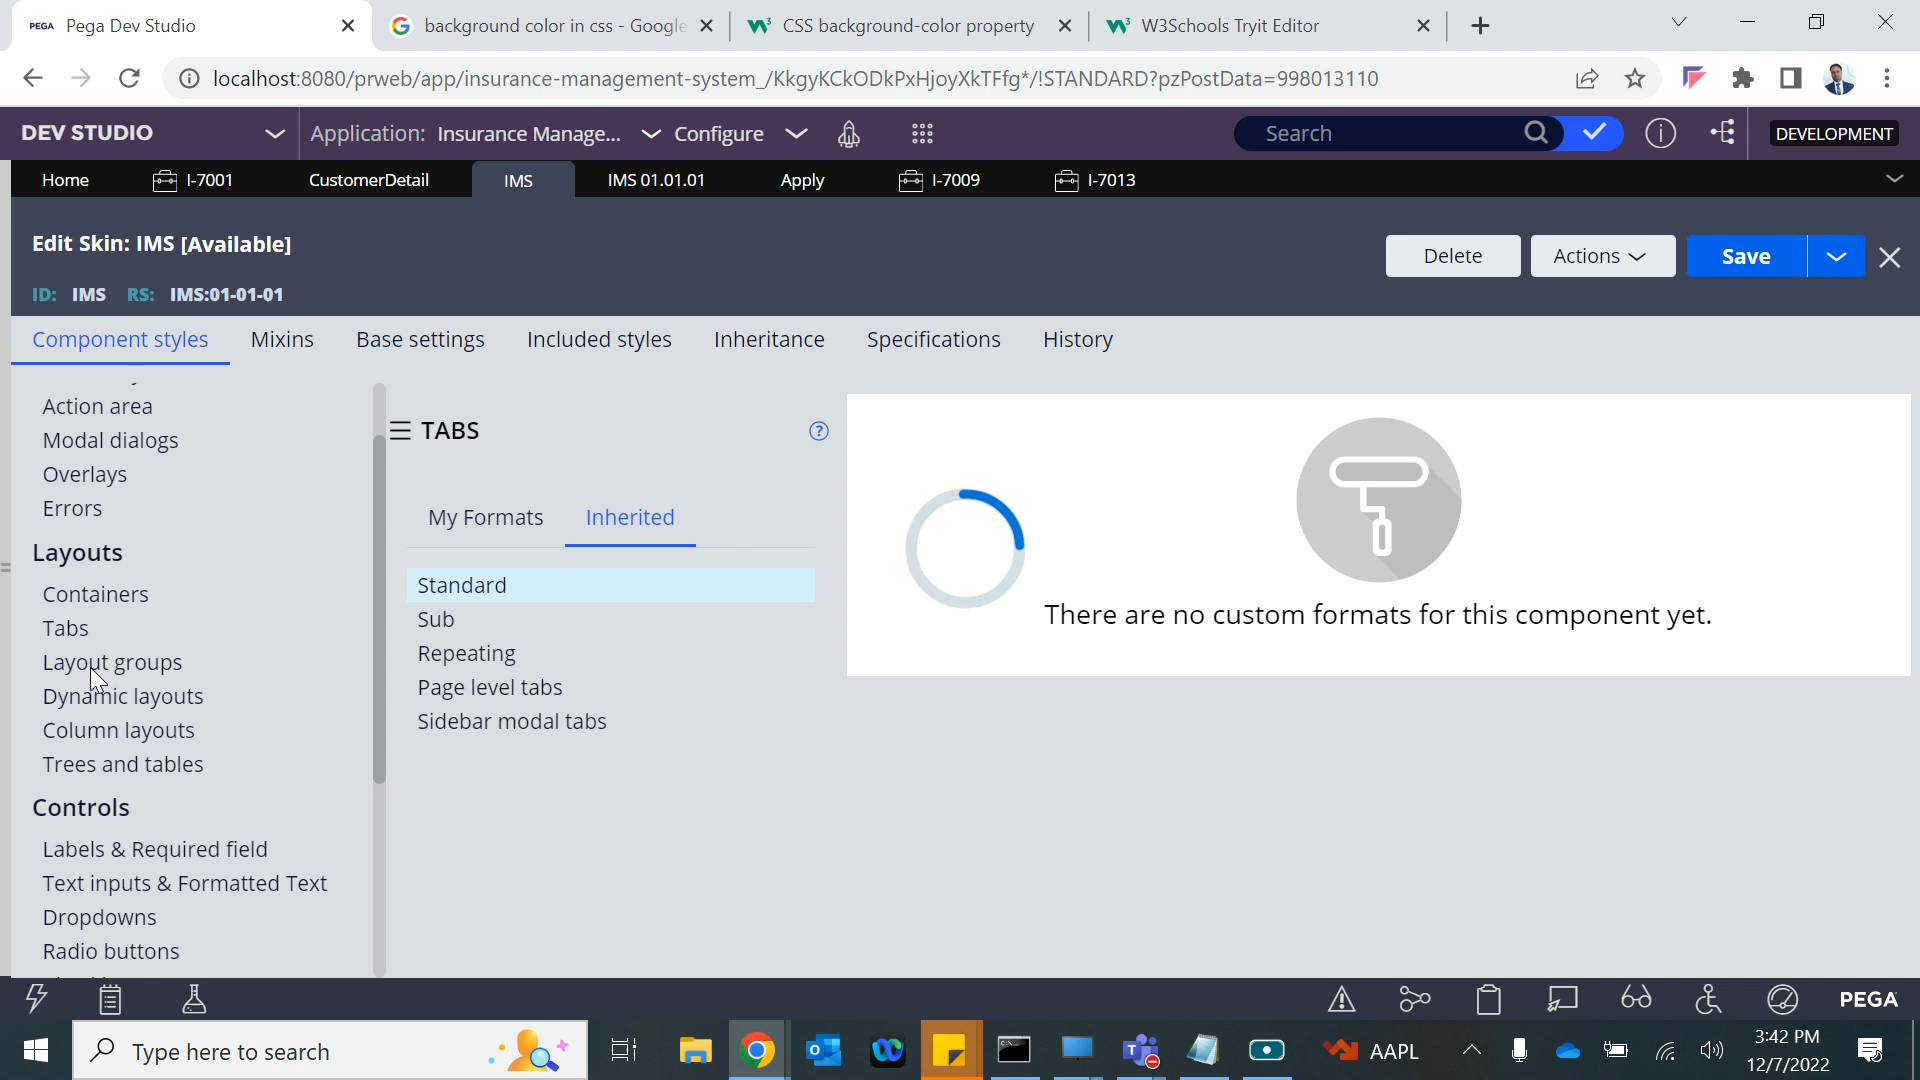 PEGA Pega Dev Studio
background color in css - Google
CSS background-color property
W3Schools Tryit Editor
localhost:8080/prweb/app/insurance-management-system_/KkgyKCkODkPxHjoyXkTFfg*/!STANDARD?pzPostData=998013110
DEV STUDIO
Application: Insurance Manage...
Configure
Search
DEVELOPMENT
Home
I-7001
CustomerDetail
IMS
IMS 01.01.01
Apply
I-7009
I-7013
Edit Skin: IMS [Available]
ID: IMS RS: IMS:01-01-01
Delete
Actions
Save
Component styles
Mixins
Base settings
Included styles
Inheritance
Specifications
History
Action area
Modal dialogs
Overlays
Errors
Layouts
Containers
Tabs
Layout groups
Dynamic layouts
Column layouts
Trees and tables
Controls
Labels & Required field
Text inputs & Formatted Text
Dropdowns
Radio buttons
TABS
My Formats
Inherited
Standard
Sub
Repeating
Page level tabs
Sidebar modal tabs
There are no custom formats for this component yet.
PEGA
Type here to search
AAPL
3:42 PM
12/7/2022